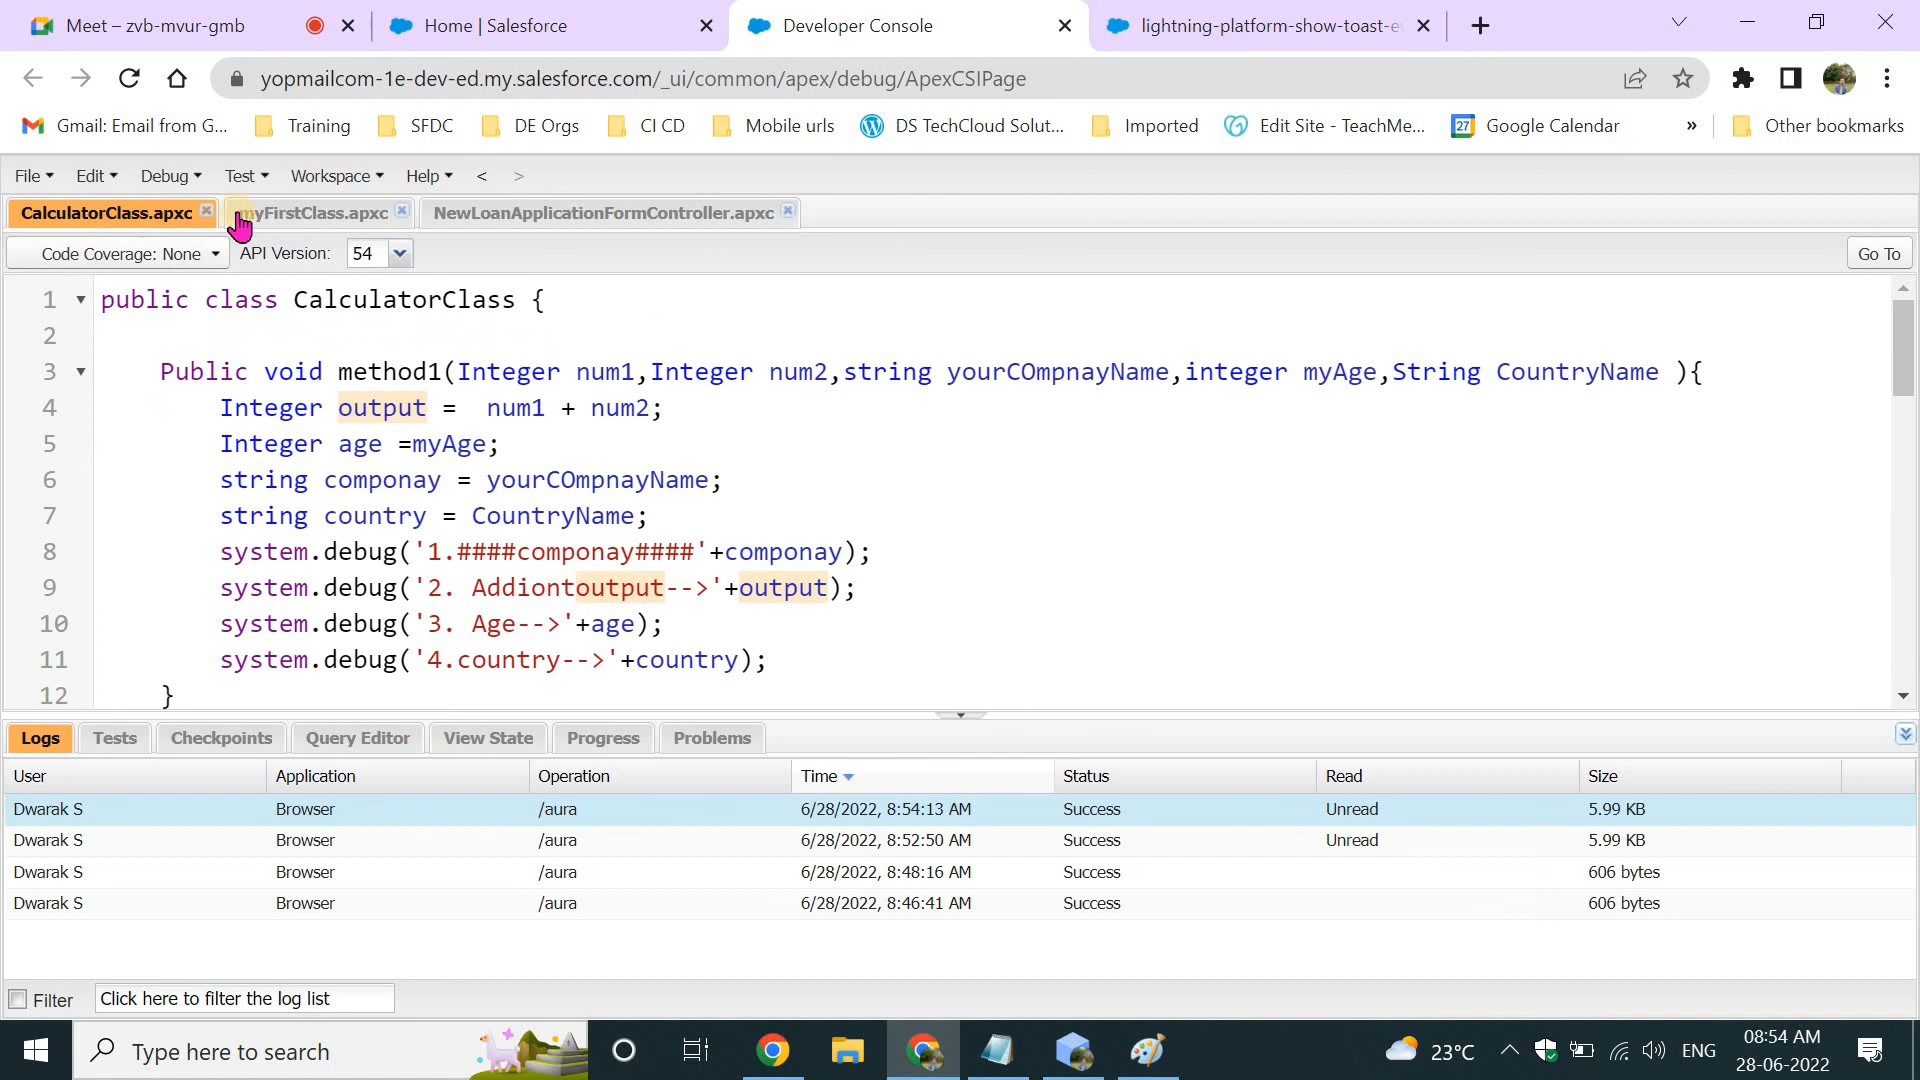 Meet – zvb-mvur-gmb
Home | Salesforce
Developer Console
lightning-platform-show-toast-ev
yopmailcom-1e-dev-ed.my.salesforce.com/_ui/common/apex/debug/ApexCSIPage
Gmail: Email from G...
Training
SFDC
DE Orgs
CI CD
Mobile urls
DS TechCloud Solut...
Imported
Edit Site - TeachMe...
27
Google Calendar
»
Other bookmarks
File
Edit
Debug
Test
Workspace
Help
<
>
CalculatorClass.apxc
myFirstClass.apxc
NewLoanApplicationFormController.apxc
Code Coverage: None
API Version:
54
Go To
1 public class CalculatorClass {
2
3 Public void method1(Integer num1,Integer num2,string yourCOmpnayName,integer myAge,String CountryName ){
4 Integer output =  num1 + num2;
5 Integer age =myAge;
6 string componay = yourCOmpnayName;
7 string country = CountryName;
8 system.debug('1.####componay####'+componay);
9 system.debug('2. Addiontoutput-->'+output);
10 system.debug('3. Age-->'+age);
11 system.debug('4.country-->'+country);
12 }
Logs
Tests
Checkpoints
Query Editor
View State
Progress
Problems
User Application Operation Time Status Read Size
Dwarak S Browser /aura 6/28/2022, 8:54:13 AM Success Unread 5.99 KB
Dwarak S Browser /aura 6/28/2022, 8:52:50 AM Success Unread 5.99 KB
Dwarak S Browser /aura 6/28/2022, 8:48:16 AM Success 606 bytes
Dwarak S Browser /aura 6/28/2022, 8:46:41 AM Success 606 bytes
Filter
Click here to filter the log list
Type here to search
23°C
ENG
08:54 AM
28-06-2022